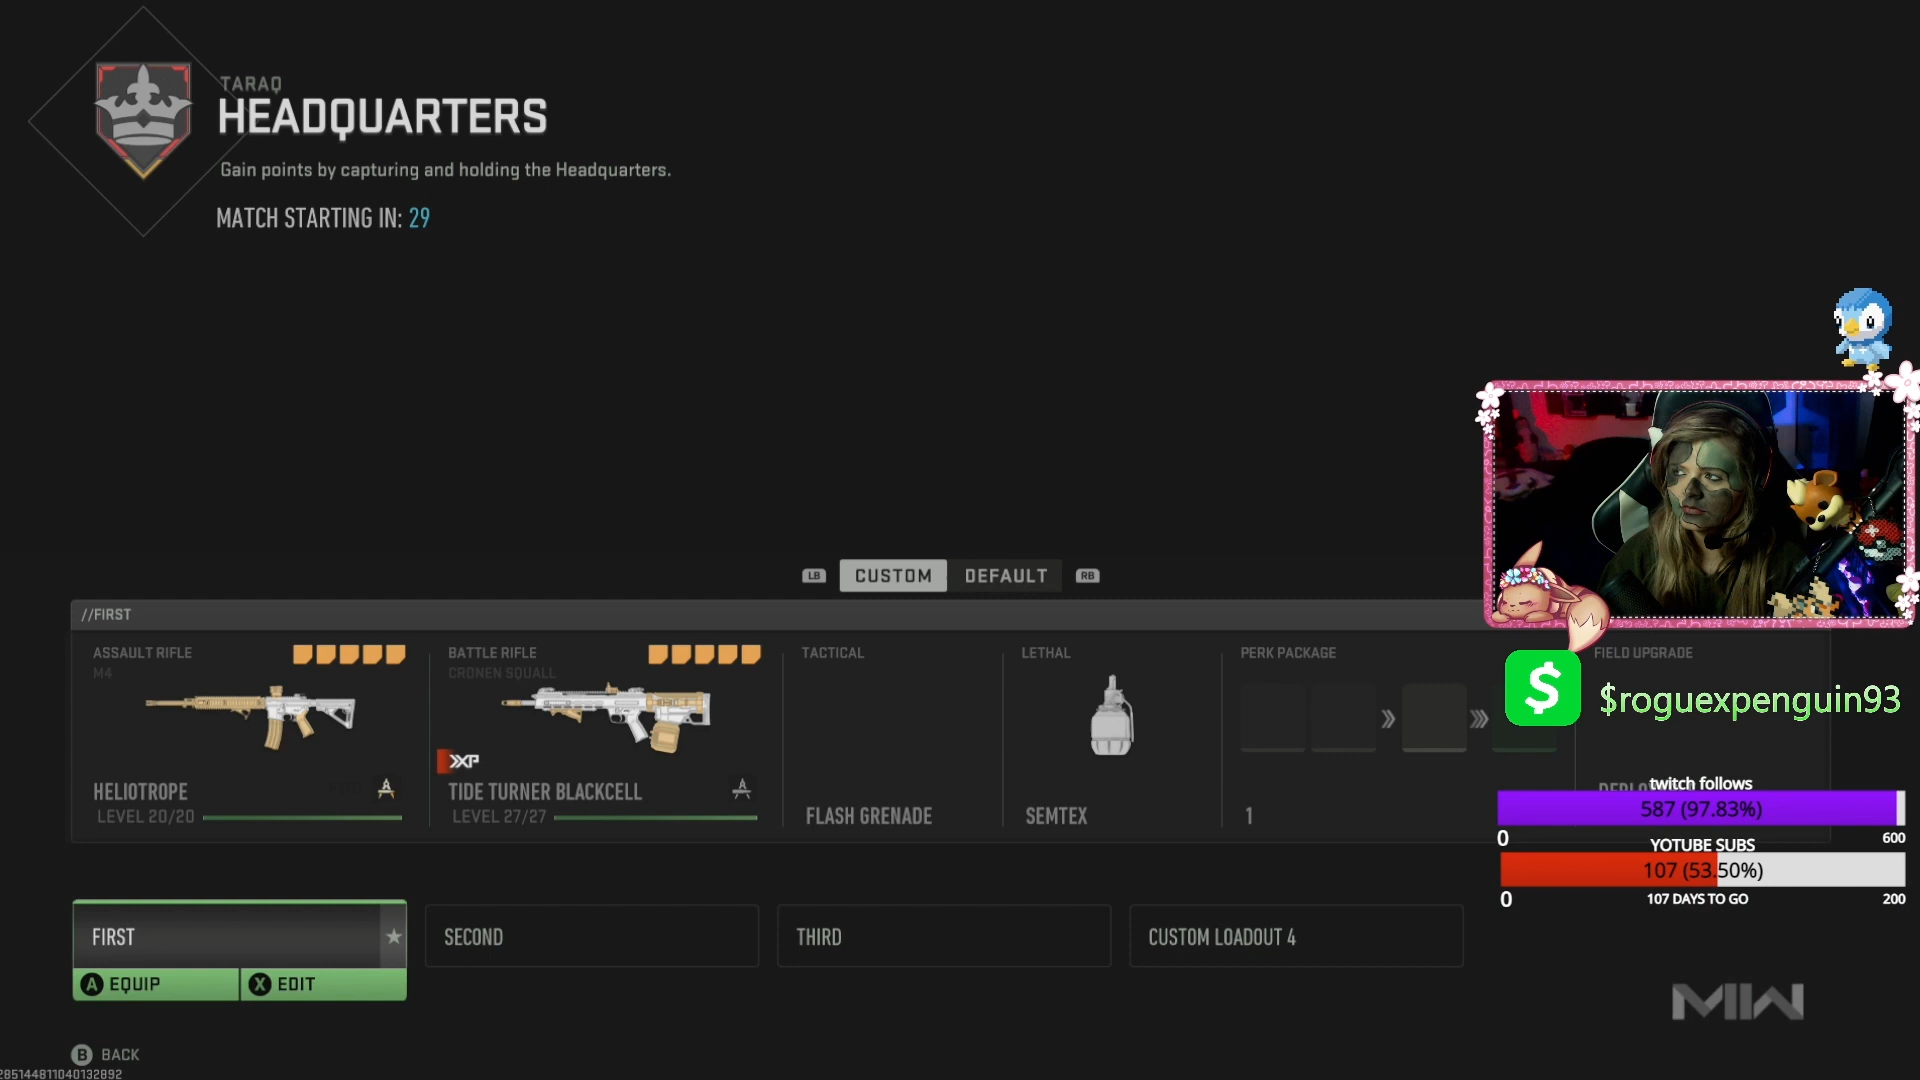 TARAQ
HEADQUARTERS
Gain points by capturing and holding the Headquarters.
MATCH STARTING IN: 29
LB CUSTOM DEFAULT RB
//FIRST
ASSAULT RIFLE
M4
HELIOTROPE
LEVEL 20/20
BATTLE RIFLE
CRONEN SQUALL
XP
TIDE TURNER BLACKCELL
LEVEL 27/27
TACTICAL
FLASH GRENADE
LETHAL
SEMTEX
PERK PACKAGE
1
FIELD UPGRADE
$ $roguexpenguin93
twitch follows
587 (97.83%)
0 600
YOTUBE SUBS
107 (53.50%)
0 107 DAYS TO GO 200
FIRST
A EQUIP X EDIT
SECOND
THIRD
CUSTOM LOADOUT 4
MW
B BACK
285144811040132892